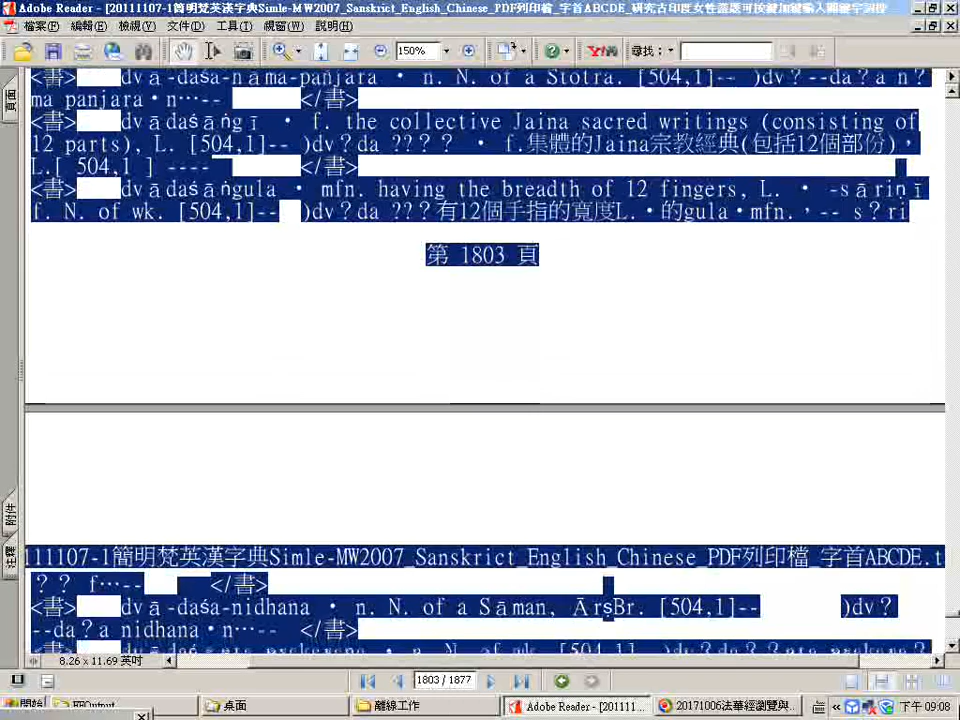 Adobe Reader - [20111107-1簡明梵英漢字典Simle-MW2007_Sanskrict_English_Chinese_PDF列印檔_字首ABCDE_研究古印度女性議題可按鍵加鍵輸入關鍵字詞搜
檔案(F) 編輯(E) 檢視(V) 文件(D) 工具(T) 視窗(W) 說明(H)
150% Y! 尋找:
頁面
<書> dvā-daśa-nāma-panjara • n. N. of a Stotra. [504,1]-- )dv?--da?a n?
ma panjara•n…-- </書>
<書> dvādaśāṅgī • f. the collective Jaina sacred writings (consisting of
12 parts), L. [504,1]-- )dv?da ???? • f.集體的Jaina宗教經典(包括12個部份),
L.[ 504,1 ] ---- </書>
<書> dvādaśāṅgula • mfn. having the breadth of 12 fingers, L. • -sāriṇī
f. N. of wk. [504,1]-- )dv?da ???有12個手指的寬度L.•的gula•mfn.,-- s?ri
第 1803 頁
附件
注釋
111107-1簡明梵英漢字典Simle-MW2007_Sanskrict_English_Chinese_PDF列印檔_字首ABCDE.t
?? f…-- </書>
<書> dvā-daśa-nidhana • n. N. of a Sāman, ĀrṣBr. [504,1]-- )dv?
--da?a nidhana•n…-- </書>
8.26 x 11.69 英吋
1803 / 1877
開始 桌面 離線工作 Adobe Reader - [201111... 20171006法華經瀏覽與... 下午 09:08